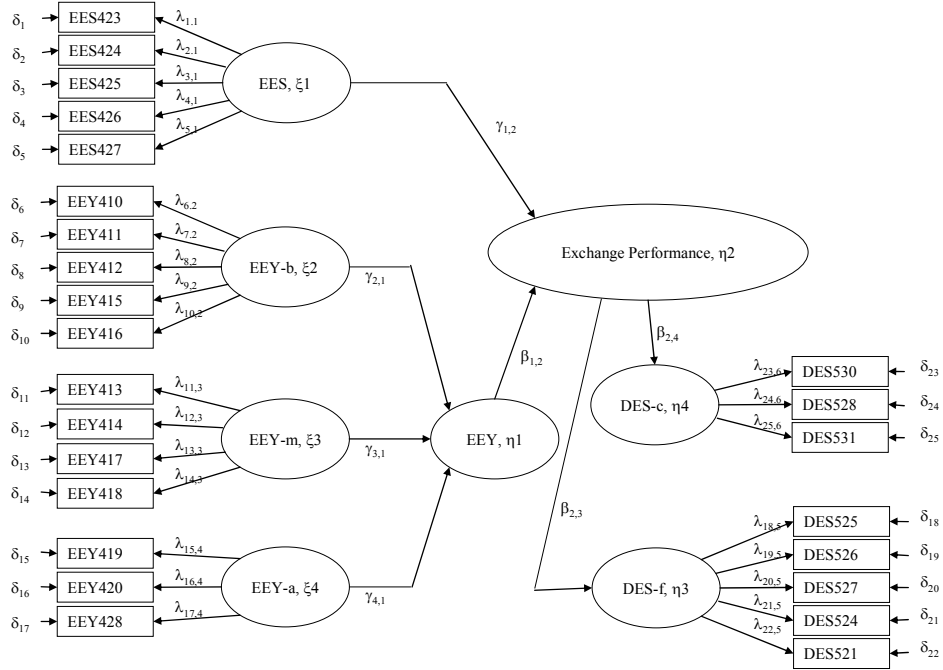 δ1 EES423 λ1.1
δ2 EES424 λ2.1
δ3 EES425 λ3,1
δ4 EES426 λ4,1
δ5 EES427 λ5,1
EES, ξ1
γ1,2
δ6 EEY410 λ6.2
δ7 EEY411 λ7.2
δ8 EEY412 λ8,2
δ9 EEY415 λ9,2
δ10 EEY416 λ10,2
EEY-b, ξ2
γ2,1
Exchange Performance, η2
β1,2
β2,4
δ11 EEY413 λ11,3
δ12 EEY414 λ12,3
δ13 EEY417 λ13,3
δ14 EEY418 λ14,3
EEY-m, ξ3
γ3,1
EEY, η1
DES-c, η4
λ23,6 DES530 δ23
λ24,6 DES528 δ24
λ25,6 DES531 δ25
β2,3
δ15 EEY419 λ15,4
δ16 EEY420 λ16,4
δ17 EEY428 λ17,4
EEY-a, ξ4
γ4,1
DES-f, η3
λ18,5 DES525 δ18
λ19,5 DES526 δ19
λ20,5 DES527 δ20
λ21,5 DES524 δ21
λ22,5 DES521 δ22